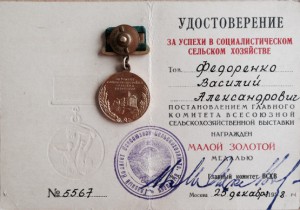 УДОСТОВЕРЕНИЕ
ЗА УСПЕХИ В СОЦИАЛИСТИЧЕСКОМ
СЕЛЬСКОМ ХОЗЯЙСТВЕ
Тов. Федоренко
Василий
Александрович
ПОСТАНОВЛЕНИЕМ ГЛАВНОГО
КОМИТЕТА ВСЕСОЮЗНОЙ
СЕЛЬСКОХОЗЯЙСТВЕННОЙ ВЫСТАВКИ
НАГРАЖДЕН
МАЛОЙ ЗОЛОТОЙ
МЕДАЛЬЮ
Главный комитет ВСХВ
№ 5567
Москва 25 декабря